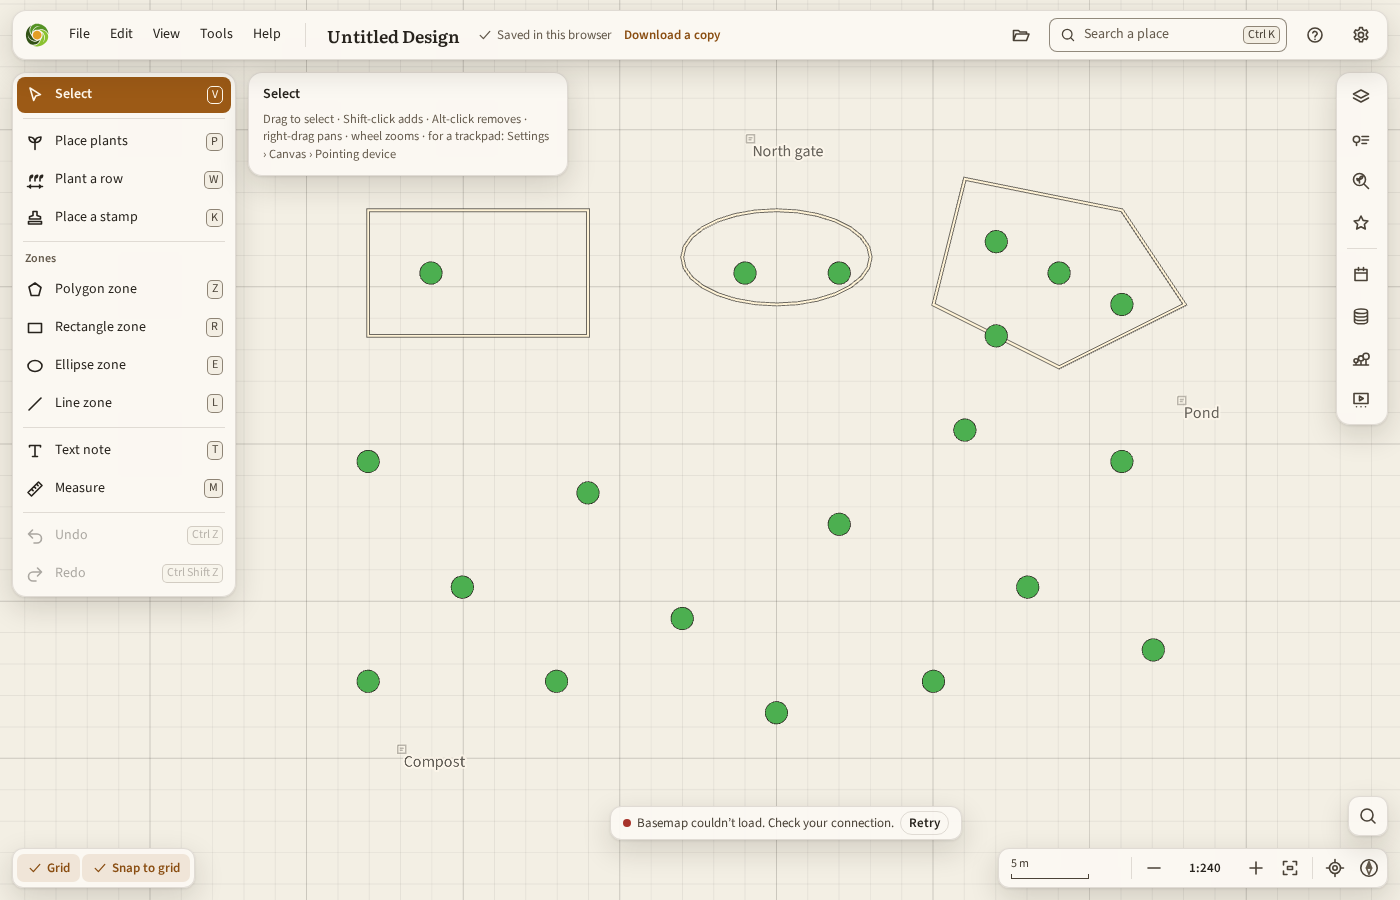 File Edit View Tools Help
Untitled Design
Saved in this browser Download a copy
Search a place Ctrl K
Select V
Place plants P
Plant a row W
Place a stamp K
Zones
Polygon zone Z
Rectangle zone R
Ellipse zone E
Line zone L
Text note T
Measure M
Undo Ctrl Z
Redo Ctrl Shift Z
Select
Drag to select · Shift-click adds · Alt-click removes ·
right-drag pans · wheel zooms · for a trackpad: Settings
› Canvas › Pointing device
North gate
Pond
Compost
Basemap couldn’t load. Check your connection. Retry
Grid Snap to grid
5 m 1:240